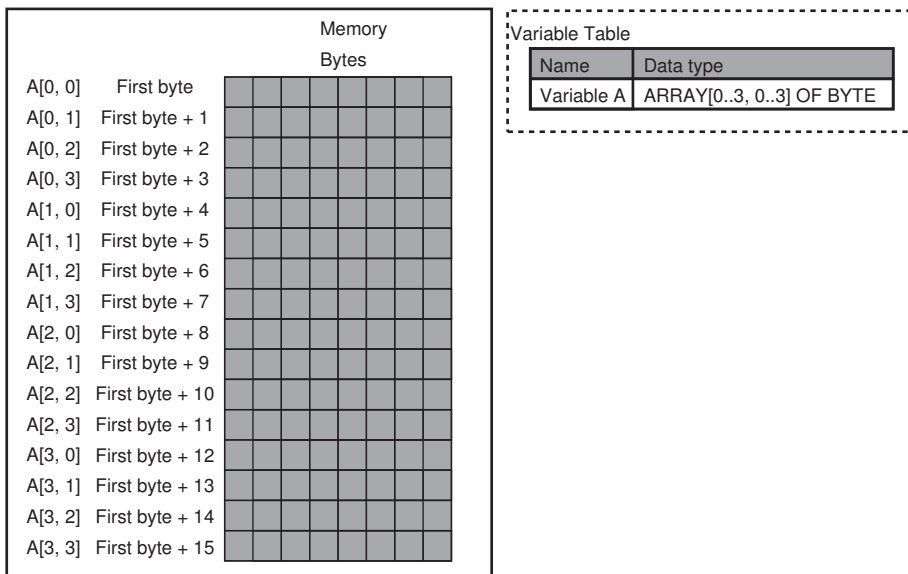 Memory
Bytes
A[0, 0] First byte
A[0, 1] First byte + 1
A[0, 2] First byte + 2
A[0, 3] First byte + 3
A[1, 0] First byte + 4
A[1, 1] First byte + 5
A[1, 2] First byte + 6
A[1, 3] First byte + 7
A[2, 0] First byte + 8
A[2, 1] First byte + 9
A[2, 2] First byte + 10
A[2, 3] First byte + 11
A[3, 0] First byte + 12
A[3, 1] First byte + 13
A[3, 2] First byte + 14
A[3, 3] First byte + 15
Variable Table
Name Data type
Variable A ARRAY[0..3, 0..3] OF BYTE